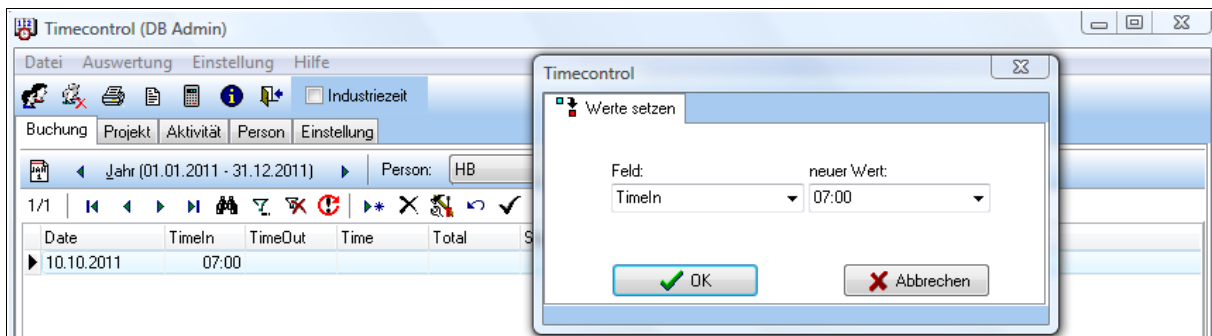 Timecontrol (DB Admin)
Datei Auswertung Einstellung Hilfe
Industriezeit
Buchung Projekt Aktivität Person Einstellung
Jahr (01.01.2011 - 31.12.2011) Person: HB
1/1
Date TimeIn TimeOut Time Total S
10.10.2011 07:00
Timecontrol
Werte setzen
Feld: neuer Wert:
TimeIn 07:00
OK Abbrechen